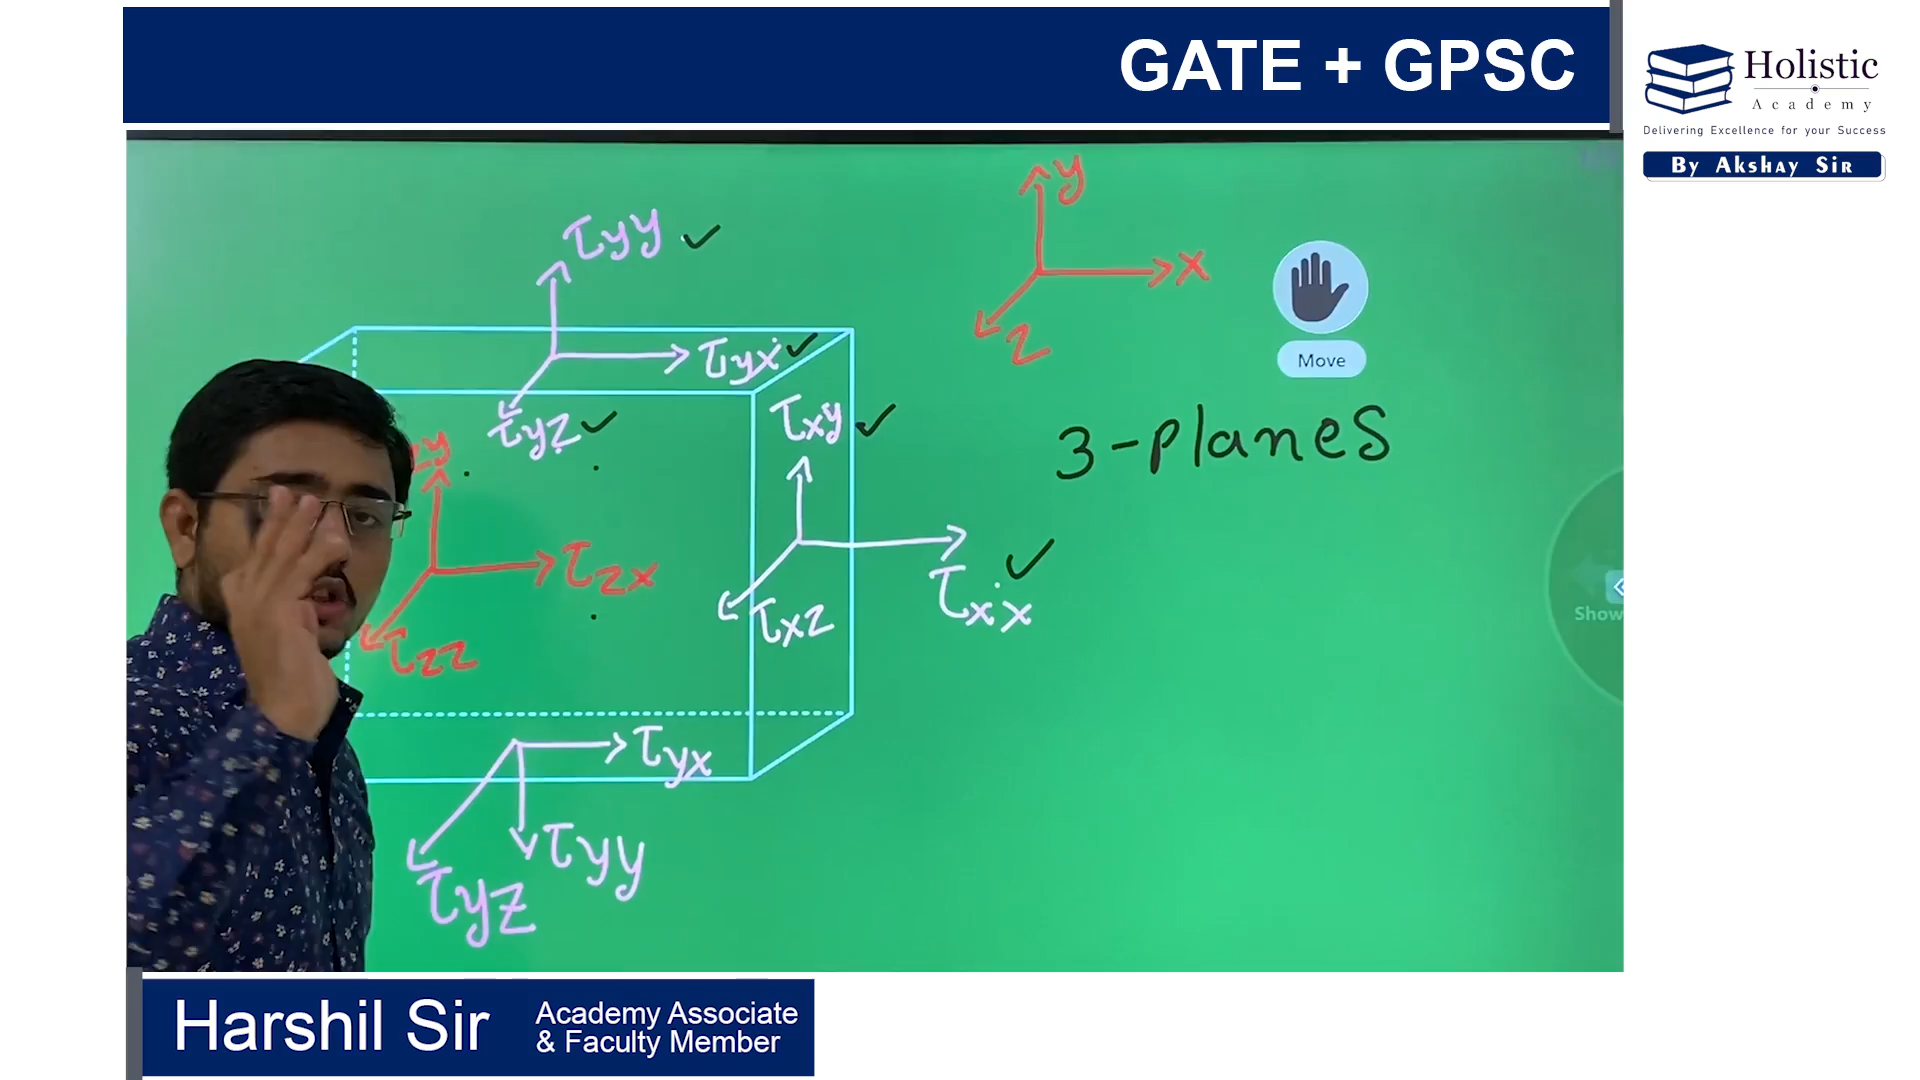 GATE + GPSC
Holistic
Academy
Delivering Excellence for your Success
By Akshay Sir
y
x
z
Move
τyy
τyx
τyz
τxy
3-planes
y
τzx
τxx
τxz
τzz
τyx
τyy
τyz
Show
Harshil Sir
Academy Associate
& Faculty Member